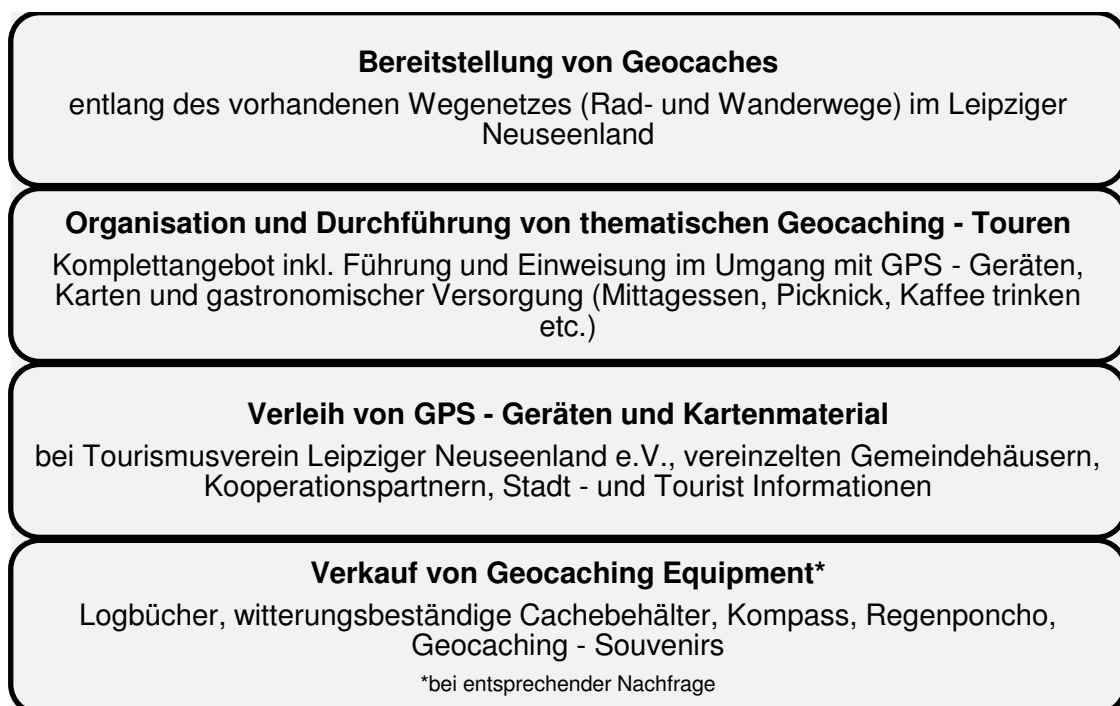 Bereitstellung von Geocaches
entlang des vorhandenen Wegenetzes (Rad- und Wanderwege) im Leipziger
Neuseenland
Organisation und Durchführung von thematischen Geocaching - Touren
Komplettangebot inkl. Führung und Einweisung im Umgang mit GPS - Geräten,
Karten und gastronomischer Versorgung (Mittagessen, Picknick, Kaffee trinken
etc.)
Verleih von GPS - Geräten und Kartenmaterial
bei Tourismusverein Leipziger Neuseenland e.V., vereinzelten Gemeindehäusern,
Kooperationspartnern, Stadt - und Tourist Informationen
Verkauf von Geocaching Equipment*
Logbücher, witterungsbeständige Cachebehälter, Kompass, Regenponcho,
Geocaching - Souvenirs
*bei entsprechender Nachfrage